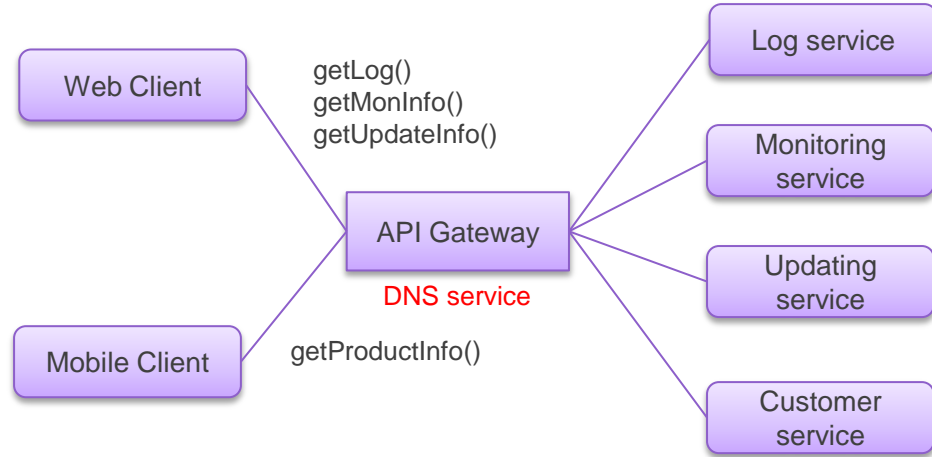 Web Client
getLog()
getMonInfo()
getUpdateInfo()
Mobile Client
getProductInfo()
API Gateway
DNS service
Log service
Monitoring
service
Updating
service
Customer
service